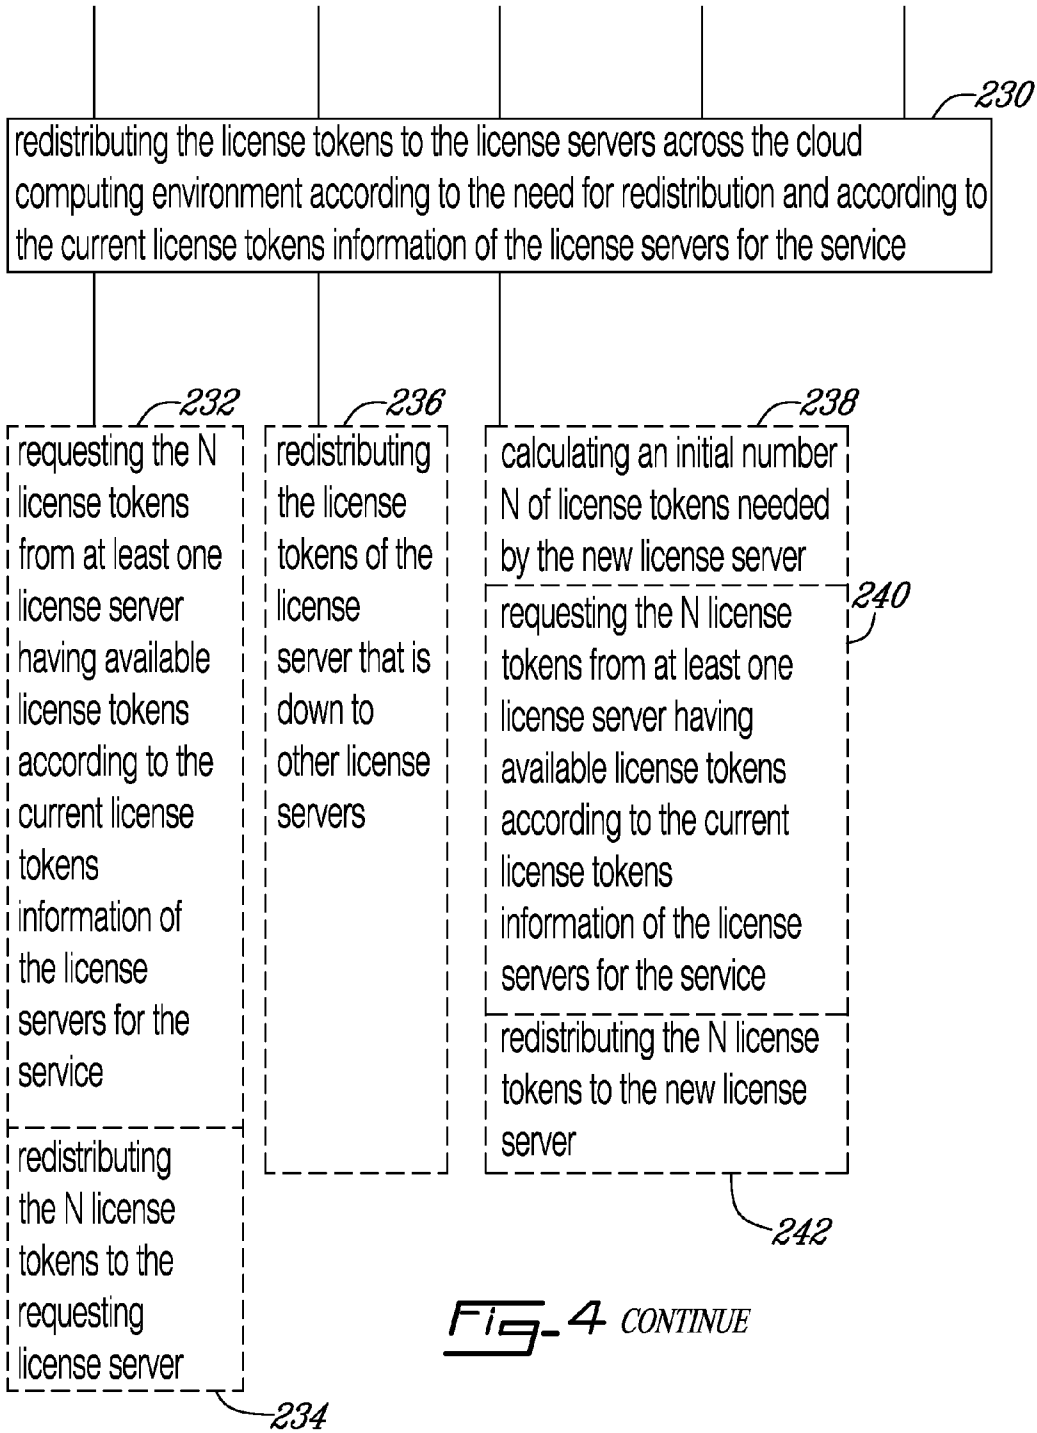 230
redistributing the license tokens to the license servers across the cloud
computing environment according to the need for redistribution and according to
the current license tokens information of the license servers for the service
232
requesting the N
license tokens
from at least one
license server
having available
license tokens
according to the
current license
tokens
information of
the license
servers for the
service
redistributing
the N license
tokens to the
requesting
license server
234
236
redistributing
the license
tokens of the
license
server that is
down to
other license
servers
238
calculating an initial number
N of license tokens needed
by the new license server
240
requesting the N license
tokens from at least one
license server having
available license tokens
according to the current
license tokens
information of the license
servers for the service
redistributing the N license
tokens to the new license
server
242
Fig-4 CONTINUE